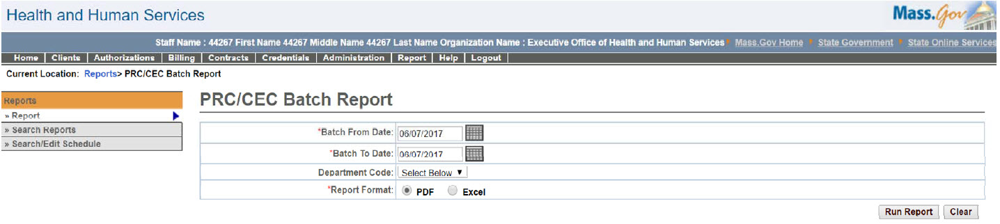 Health and Human Services
Mass.Gov
Staff Name : 44267 First Name 44267 Middle Name 44267 Last Name Organization Name : Executive Office of Health and Human Services Mass.Gov Home State Government State Online Services
Home | Clients | Authorizations | Billing | Contracts | Credentials | Administration | Report | Help | Logout |
Current Location: Reports> PRC/CEC Batch Report
Reports
» Report
» Search Reports
» Search/Edit Schedule
PRC/CEC Batch Report
*Batch From Date: 06/07/2017
*Batch To Date: 06/07/2017
Department Code: Select Below ▼
*Report Format: PDF Excel
Run Report Clear